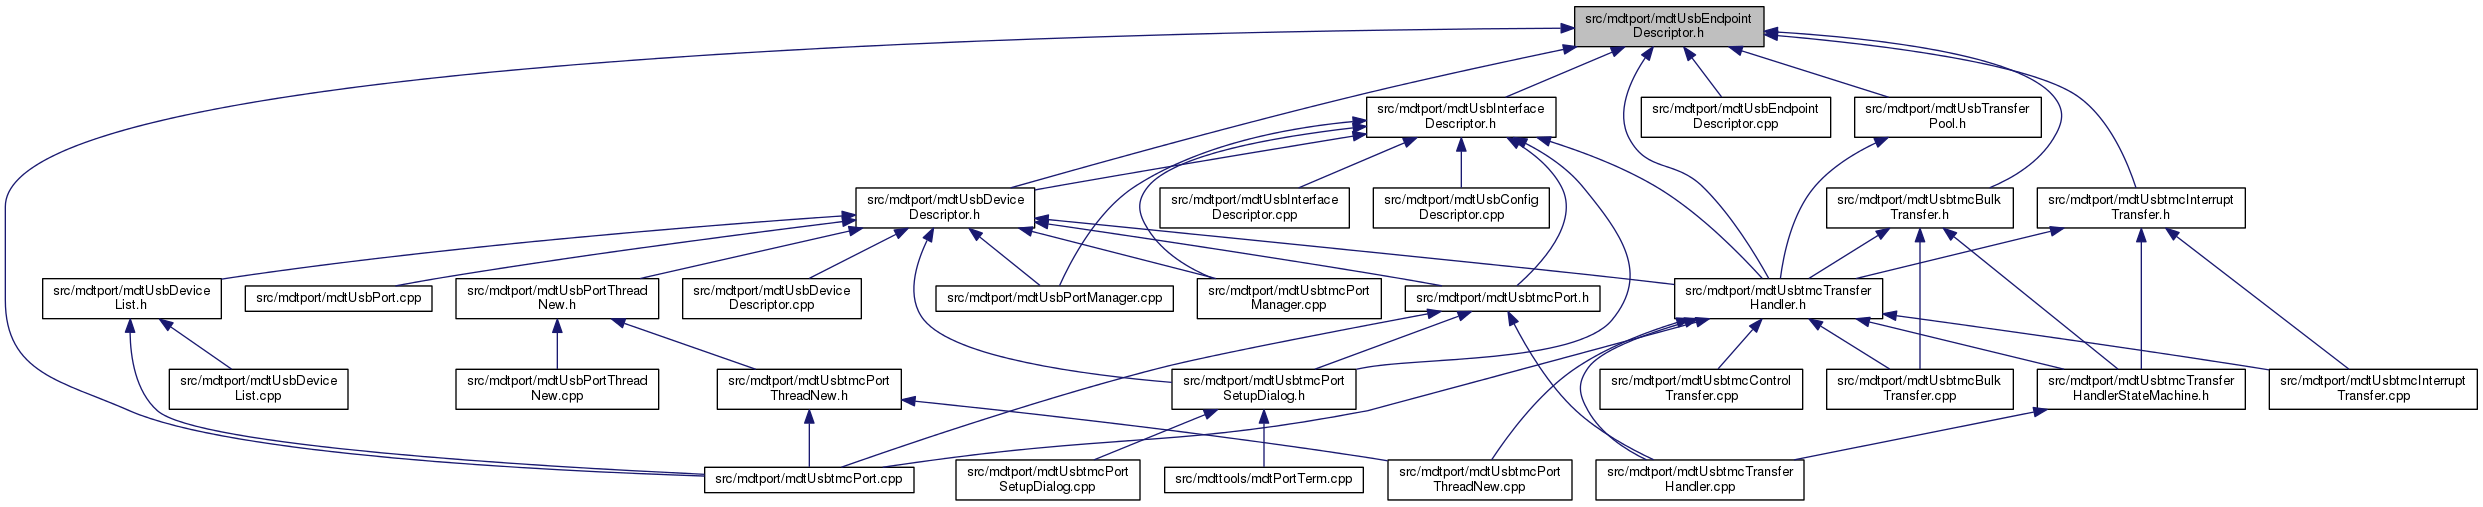 src/mdtport/mdtUsbEndpoint
Descriptor.h
src/mdtport/mdtUsbInterface
Descriptor.h
src/mdtport/mdtUsbEndpoint
Descriptor.cpp
src/mdtport/mdtUsbTransfer
Pool.h
src/mdtport/mdtUsbDevice
Descriptor.h
src/mdtport/mdtUsbInterface
Descriptor.cpp
src/mdtport/mdtUsbConfig
Descriptor.cpp
src/mdtport/mdtUsbtmcBulk
Transfer.h
src/mdtport/mdtUsbtmcInterrupt
Transfer.h
src/mdtport/mdtUsbDevice
List.h
src/mdtport/mdtUsbPort.cpp
src/mdtport/mdtUsbPortThread
New.h
src/mdtport/mdtUsbDevice
Descriptor.cpp
src/mdtport/mdtUsbPortManager.cpp
src/mdtport/mdtUsbtmcPort
Manager.cpp
src/mdtport/mdtUsbtmcPort.h
src/mdtport/mdtUsbtmcTransfer
Handler.h
src/mdtport/mdtUsbDevice
List.cpp
src/mdtport/mdtUsbPortThread
New.cpp
src/mdtport/mdtUsbtmcPort
ThreadNew.h
src/mdtport/mdtUsbtmcPort
SetupDialog.h
src/mdtport/mdtUsbtmcControl
Transfer.cpp
src/mdtport/mdtUsbtmcBulk
Transfer.cpp
src/mdtport/mdtUsbtmcTransfer
HandlerStateMachine.h
src/mdtport/mdtUsbtmcInterrupt
Transfer.cpp
src/mdtport/mdtUsbtmcPort.cpp
src/mdtport/mdtUsbtmcPort
SetupDialog.cpp
src/mdttools/mdtPortTerm.cpp
src/mdtport/mdtUsbtmcPort
ThreadNew.cpp
src/mdtport/mdtUsbtmcTransfer
Handler.cpp